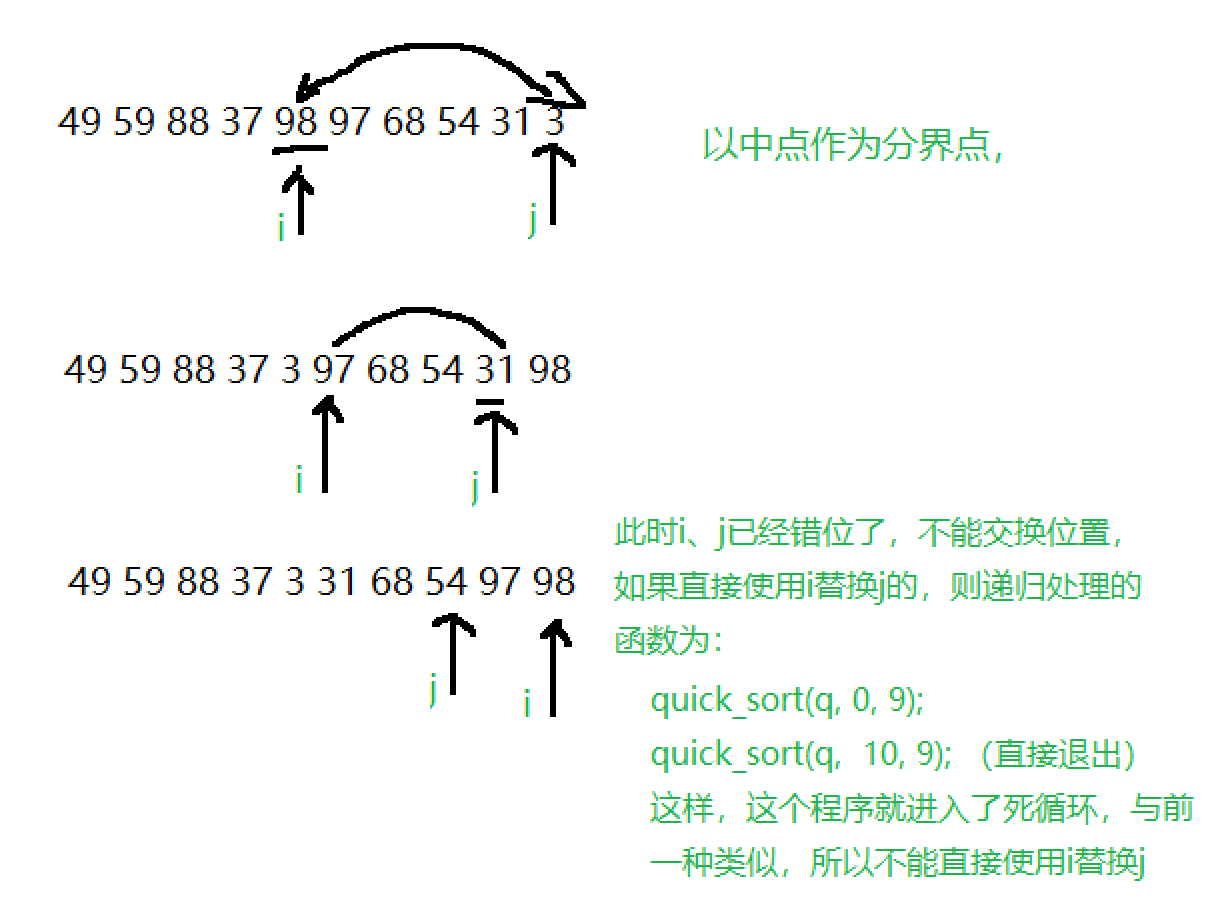 49 59 88 37 98 97 68 54 31 3
以中点作为分界点，
i
j
49 59 88 37 3 97 68 54 31 98
i
j
此时i、j已经错位了，不能交换位置，
49 59 88 37 3 31 68 54 97 98
如果直接使用i替换j的，则递归处理的
函数为：
j
i
quick_sort(q, 0, 9);
quick_sort(q,  10, 9); （直接退出）
这样，这个程序就进入了死循环，与前
一种类似，所以不能直接使用i替换j